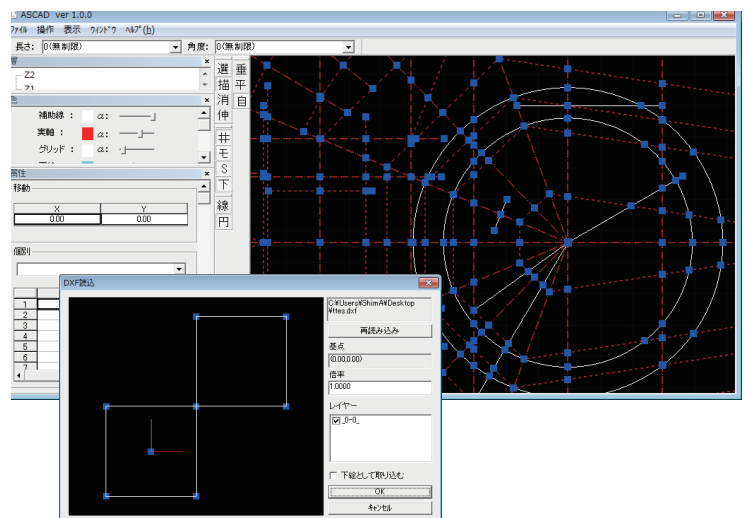 ASCAD ver 1.0.0
ファイル 操作 表示 ウィンドウ ヘルプ(h)
長さ: 0(無制限) 角度: 0(無制限)
Z2
Z1
補助線 : α:
実軸 : α:
グリッド : α:
属性
移動
X Y
0.00 0.00
個別
1
2
3
4
5
6
7
選 垂
描 平
消 自
伸
井
モ
S
下
線
円
DXF読込
C:¥Users¥ShimA¥Desktop
¥ttes.dxf
再読み込み
基点
(0.00,0.00)
倍率
1.0000
レイヤー
_0-0_
下絵として取り込む
OK
キャンセル